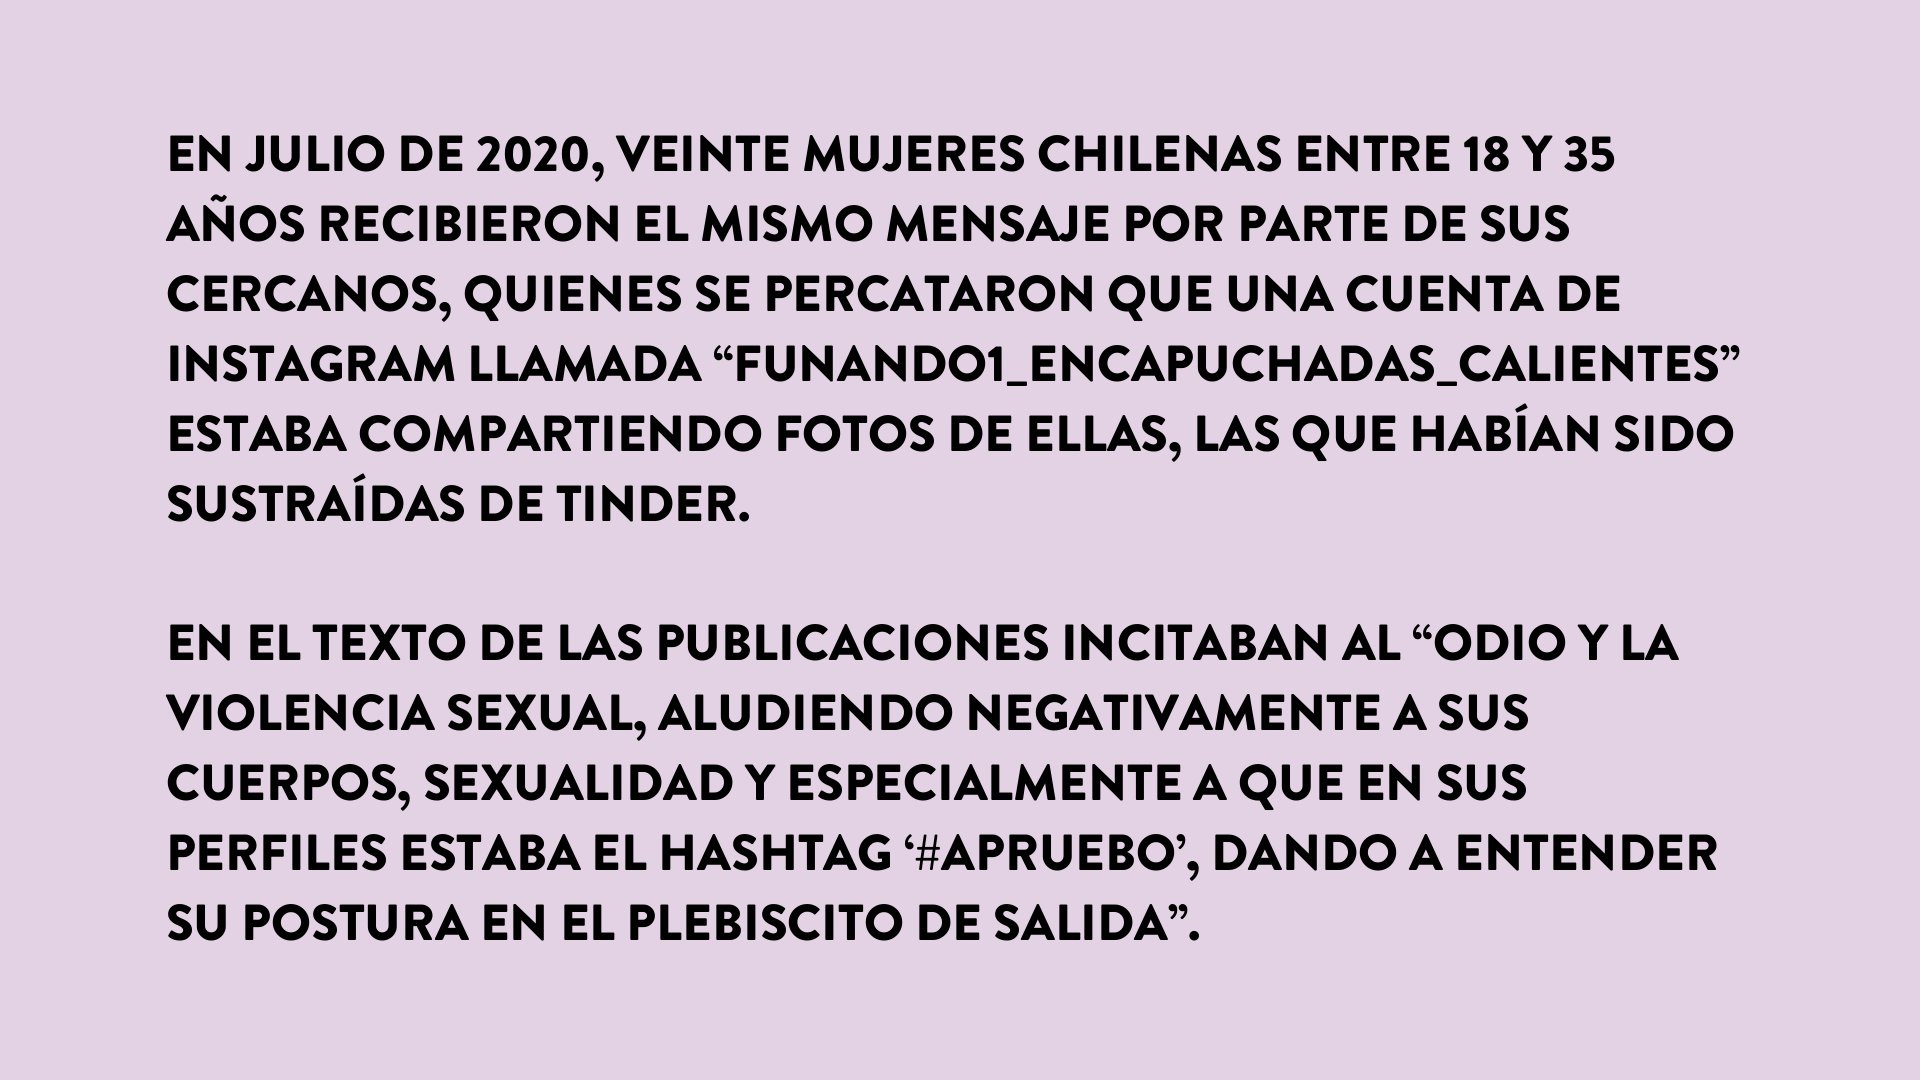 EN JULIO DE 2020, VEINTE MUJERES CHILENAS ENTRE 18 Y 35
AÑOS RECIBIERON EL MISMO MENSAJE POR PARTE DE SUS
CERCANOS, QUIENES SE PERCATARON QUE UNA CUENTA DE
INSTAGRAM LLAMADA “FUNANDO1_ENCAPUCHADAS_CALIENTES”
ESTABA COMPARTIENDO FOTOS DE ELLAS, LAS QUE HABÍAN SIDO
SUSTRAÍDAS DE TINDER.
EN EL TEXTO DE LAS PUBLICACIONES INCITABAN AL “ODIO Y LA
VIOLENCIA SEXUAL, ALUDIENDO NEGATIVAMENTE A SUS
CUERPOS, SEXUALIDAD Y ESPECIALMENTE A QUE EN SUS
PERFILES ESTABA EL HASHTAG ‘#APRUEBO’, DANDO A ENTENDER
SU POSTURA EN EL PLEBISCITO DE SALIDA”.